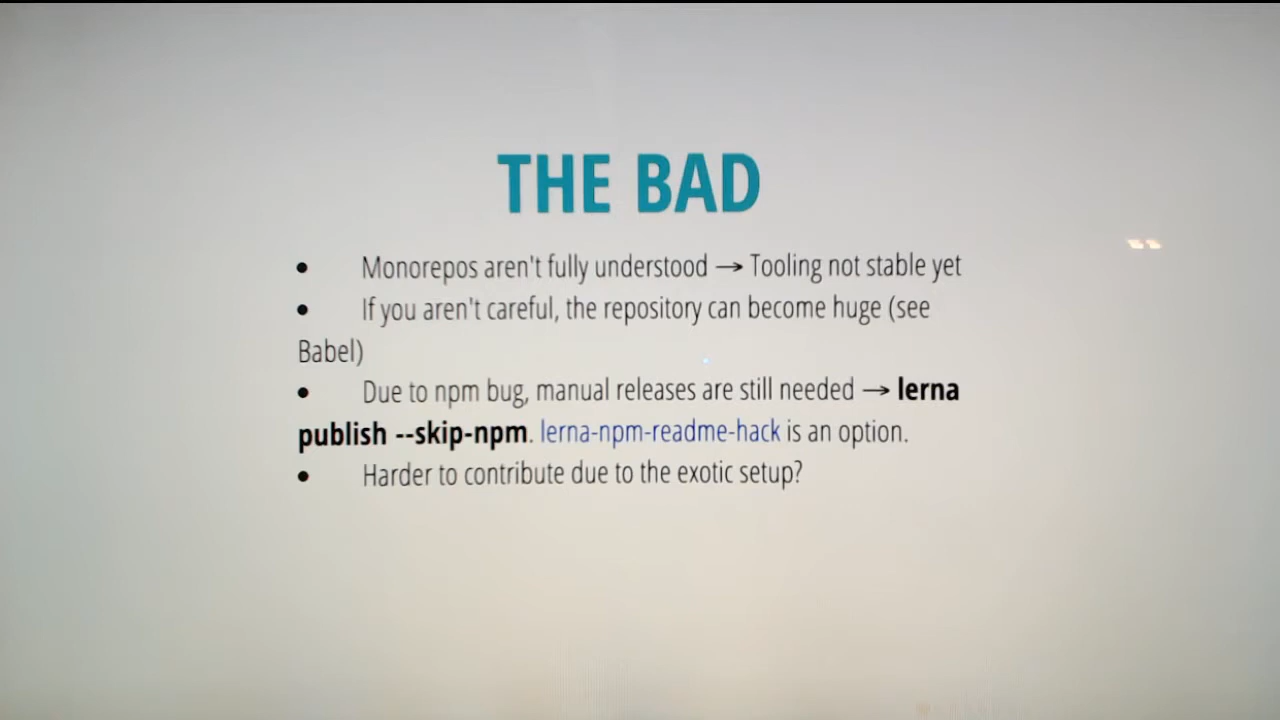 THE BAD
• Monorepos aren't fully understood → Tooling not stable yet
• If you aren't careful, the repository can become huge (see
Babel)
• Due to npm bug, manual releases are still needed → lerna
publish --skip-npm. lerna-npm-readme-hack is an option.
• Harder to contribute due to the exotic setup?